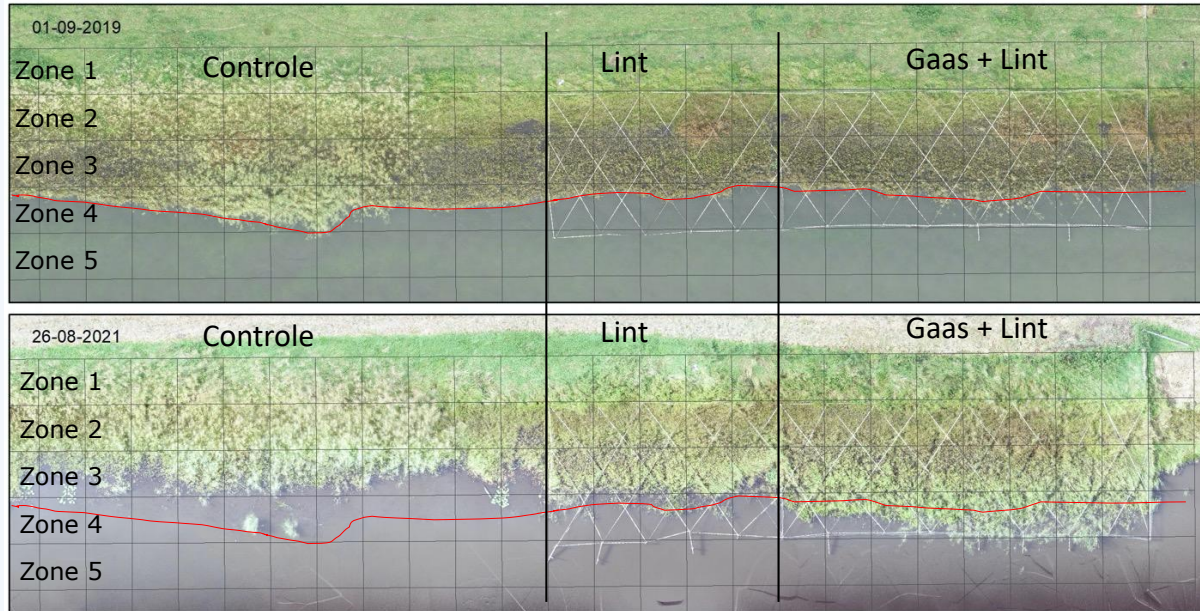 01-09-2019
Controle
Lint
Gaas + Lint
Zone 1
Zone 2
Zone 3
Zone 4
Zone 5
26-08-2021
Controle
Lint
Gaas + Lint
Zone 1
Zone 2
Zone 3
Zone 4
Zone 5